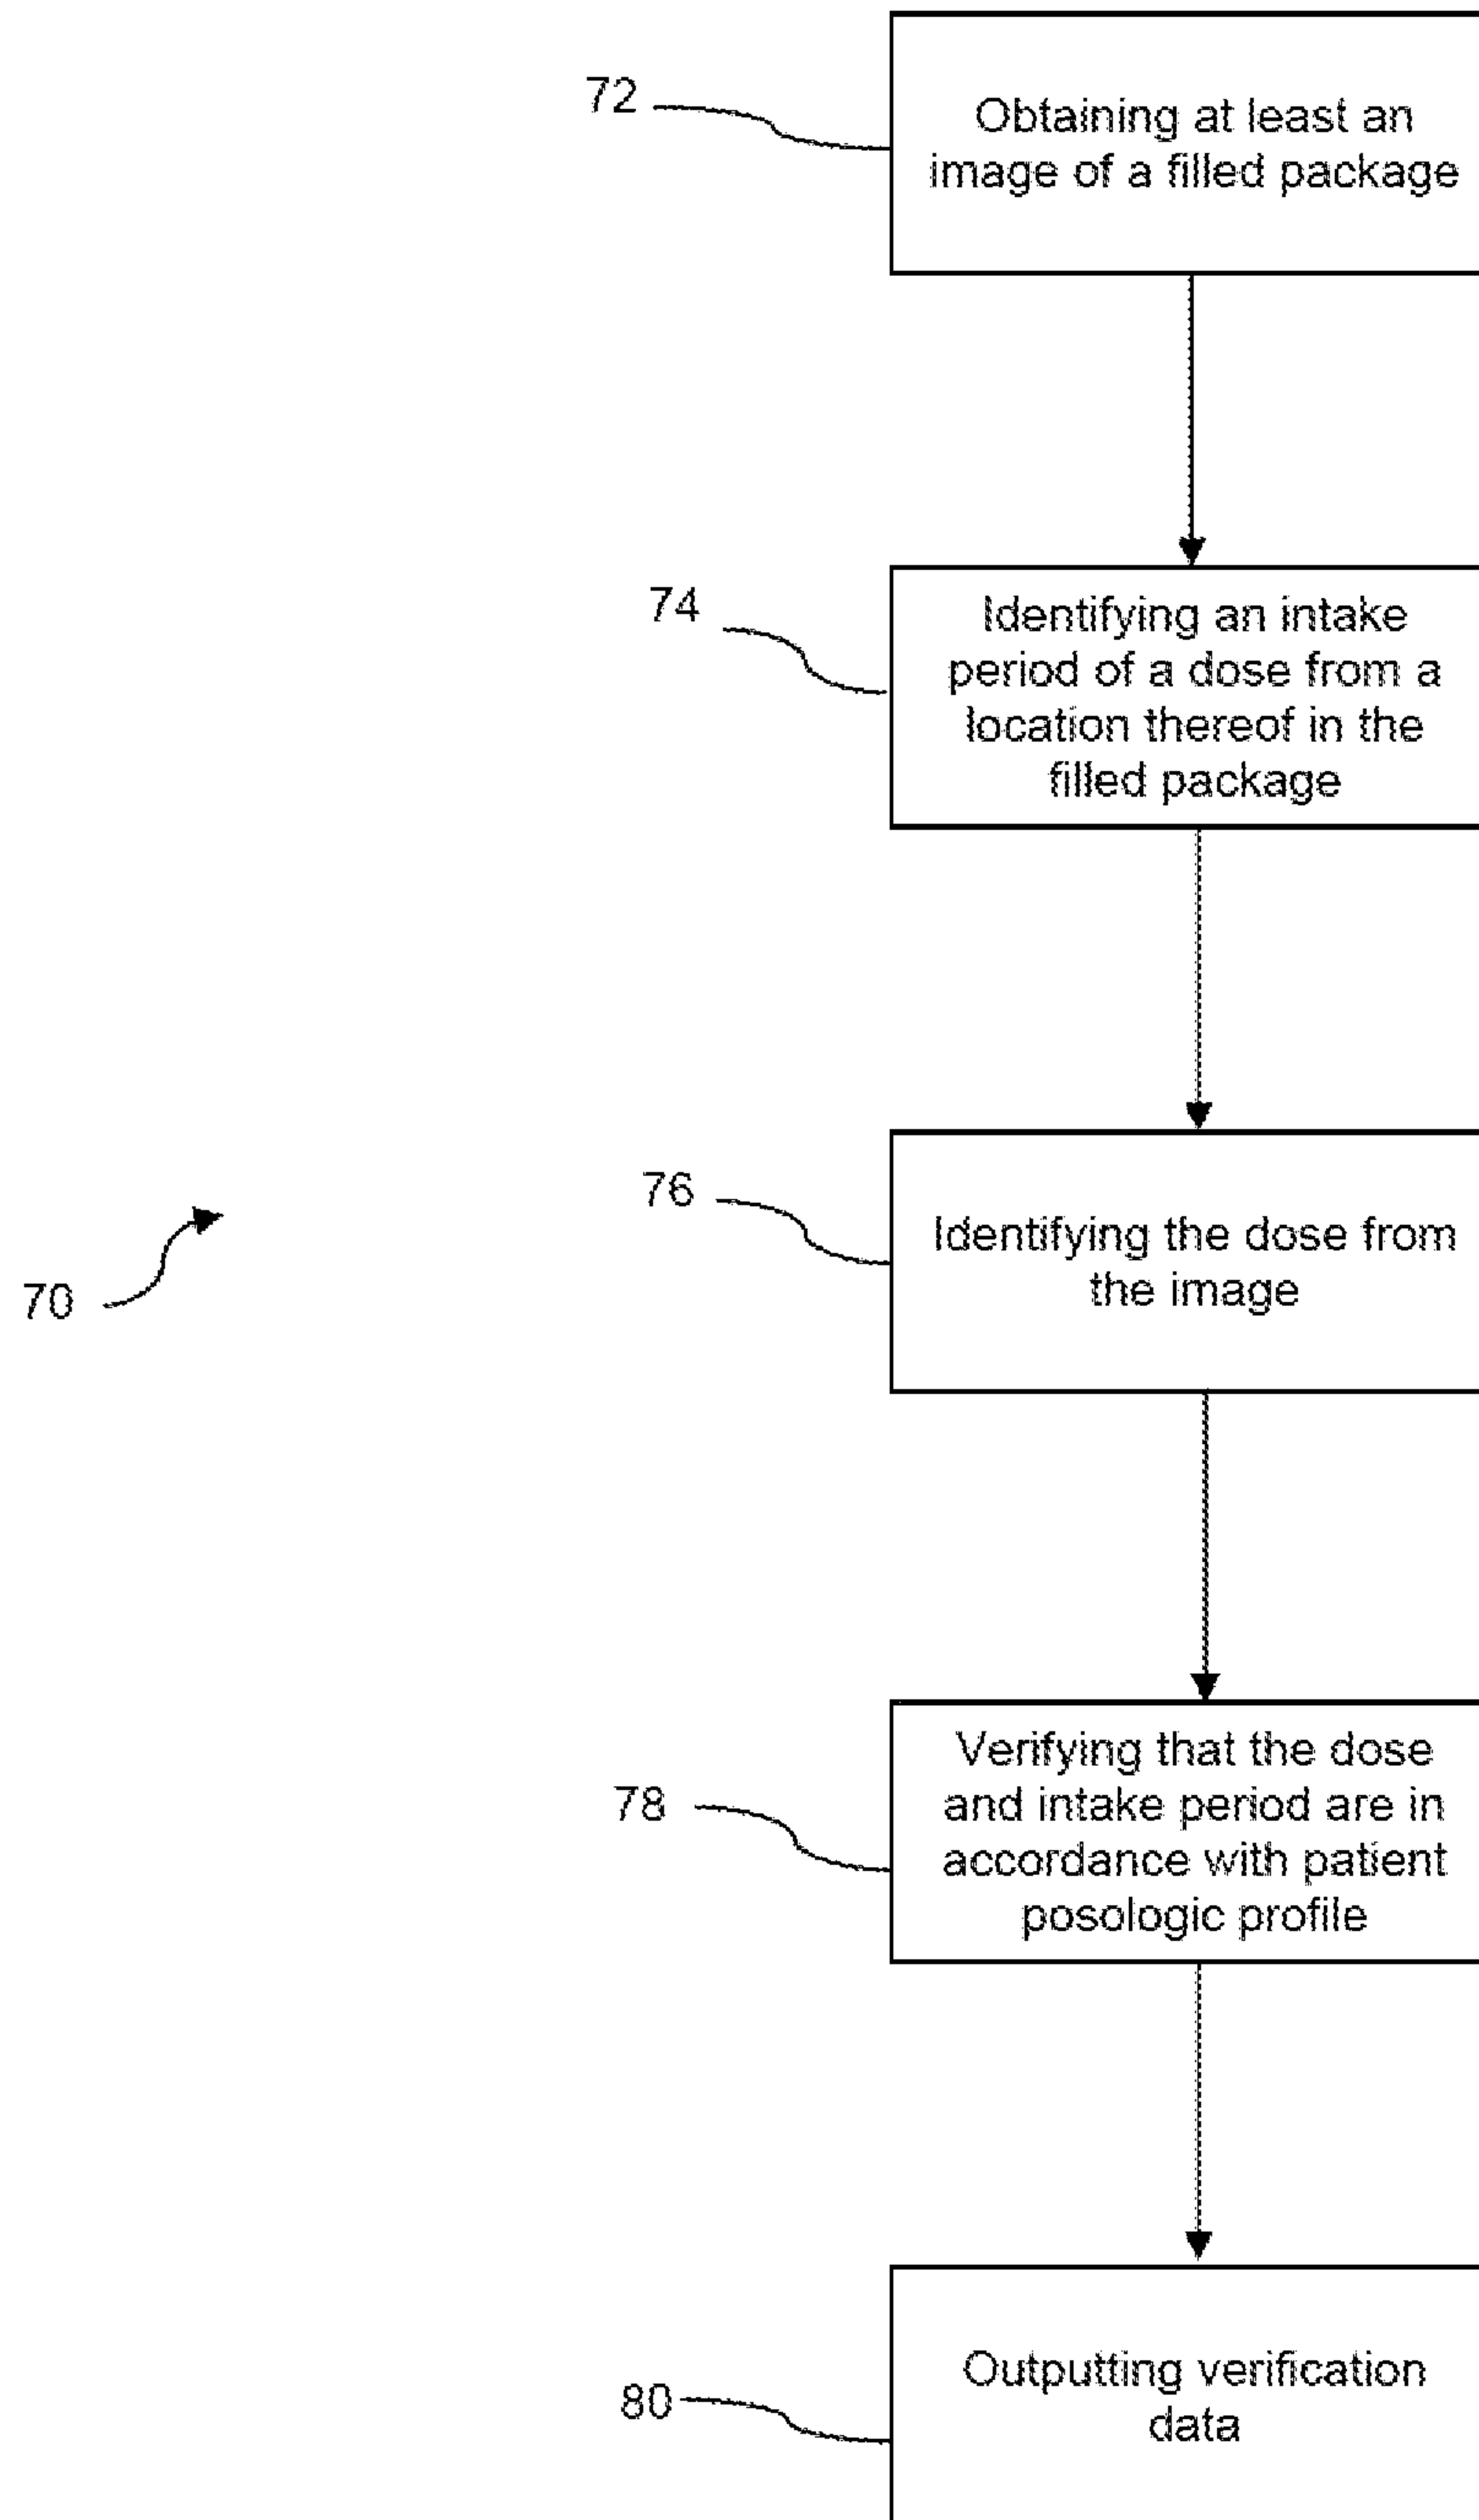 72
Obtaining at least an
image of a filled package
74
Identifying an intake
period of a dose from a
location thereof in the
filled package
76
Identifying the dose from
the image
70
78
Verifying that the dose
and intake period are in
accordance with patient
posologic profile
80
Outputting verification
data